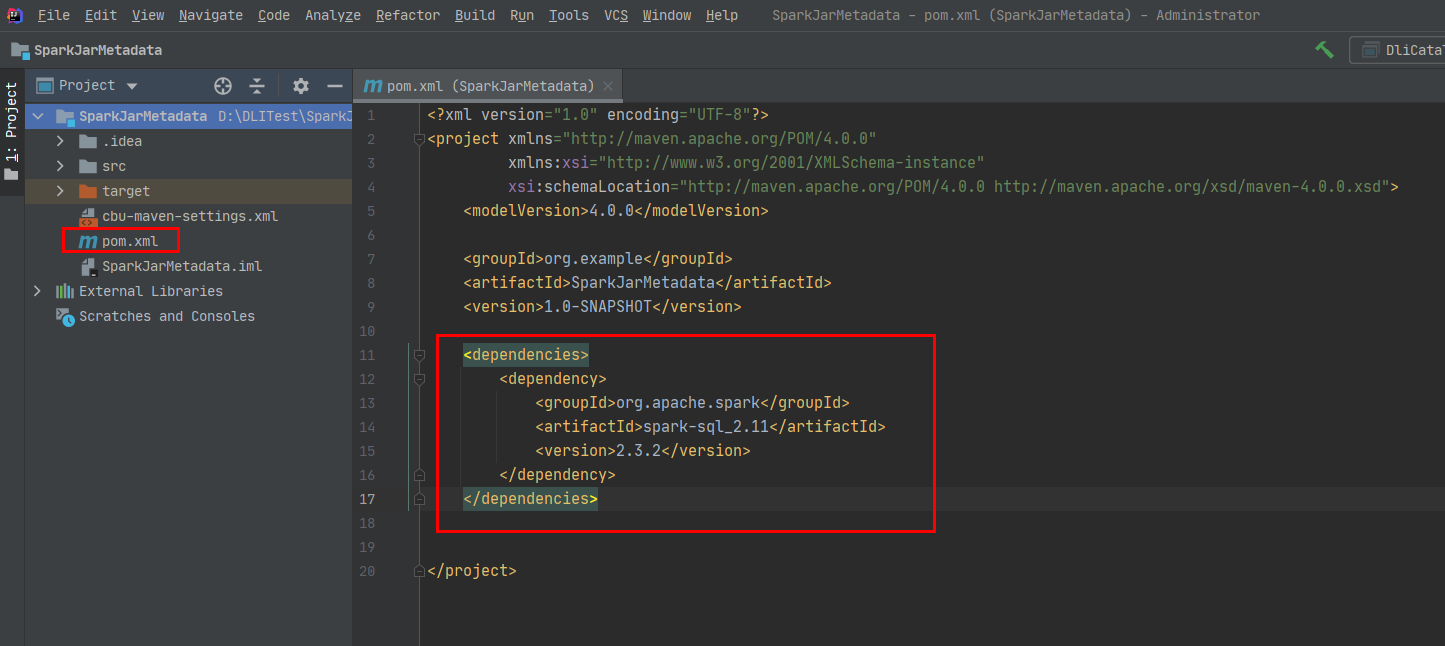 File Edit View Navigate Code Analyze Refactor Build Run Tools VCS Window Help SparkJarMetadata - pom.xml (SparkJarMetadata) - Administrator
SparkJarMetadata
DliCata
1: Project
Project
SparkJarMetadata D:\DLITest\SparkJ
.idea
src
target
cbu-maven-settings.xml
pom.xml
SparkJarMetadata.iml
External Libraries
Scratches and Consoles
pom.xml (SparkJarMetadata)
1 <?xml version="1.0" encoding="UTF-8"?>
2 <project xmlns="http://maven.apache.org/POM/4.0.0"
3 xmlns:xsi="http://www.w3.org/2001/XMLSchema-instance"
4 xsi:schemaLocation="http://maven.apache.org/POM/4.0.0 http://maven.apache.org/xsd/maven-4.0.0.xsd">
5 <modelVersion>4.0.0</modelVersion>
6
7 <groupId>org.example</groupId>
8 <artifactId>SparkJarMetadata</artifactId>
9 <version>1.0-SNAPSHOT</version>
10
11 <dependencies>
12 <dependency>
13 <groupId>org.apache.spark</groupId>
14 <artifactId>spark-sql_2.11</artifactId>
15 <version>2.3.2</version>
16 </dependency>
17 </dependencies>
18
19
20 </project>